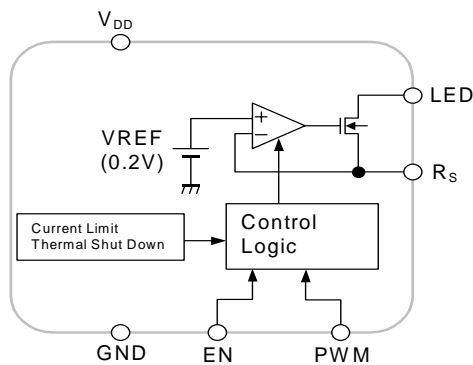 VDD
LED
VREF
(0.2V)
+
−
RS
Current Limit
Thermal Shut Down
Control
Logic
GND
EN
PWM